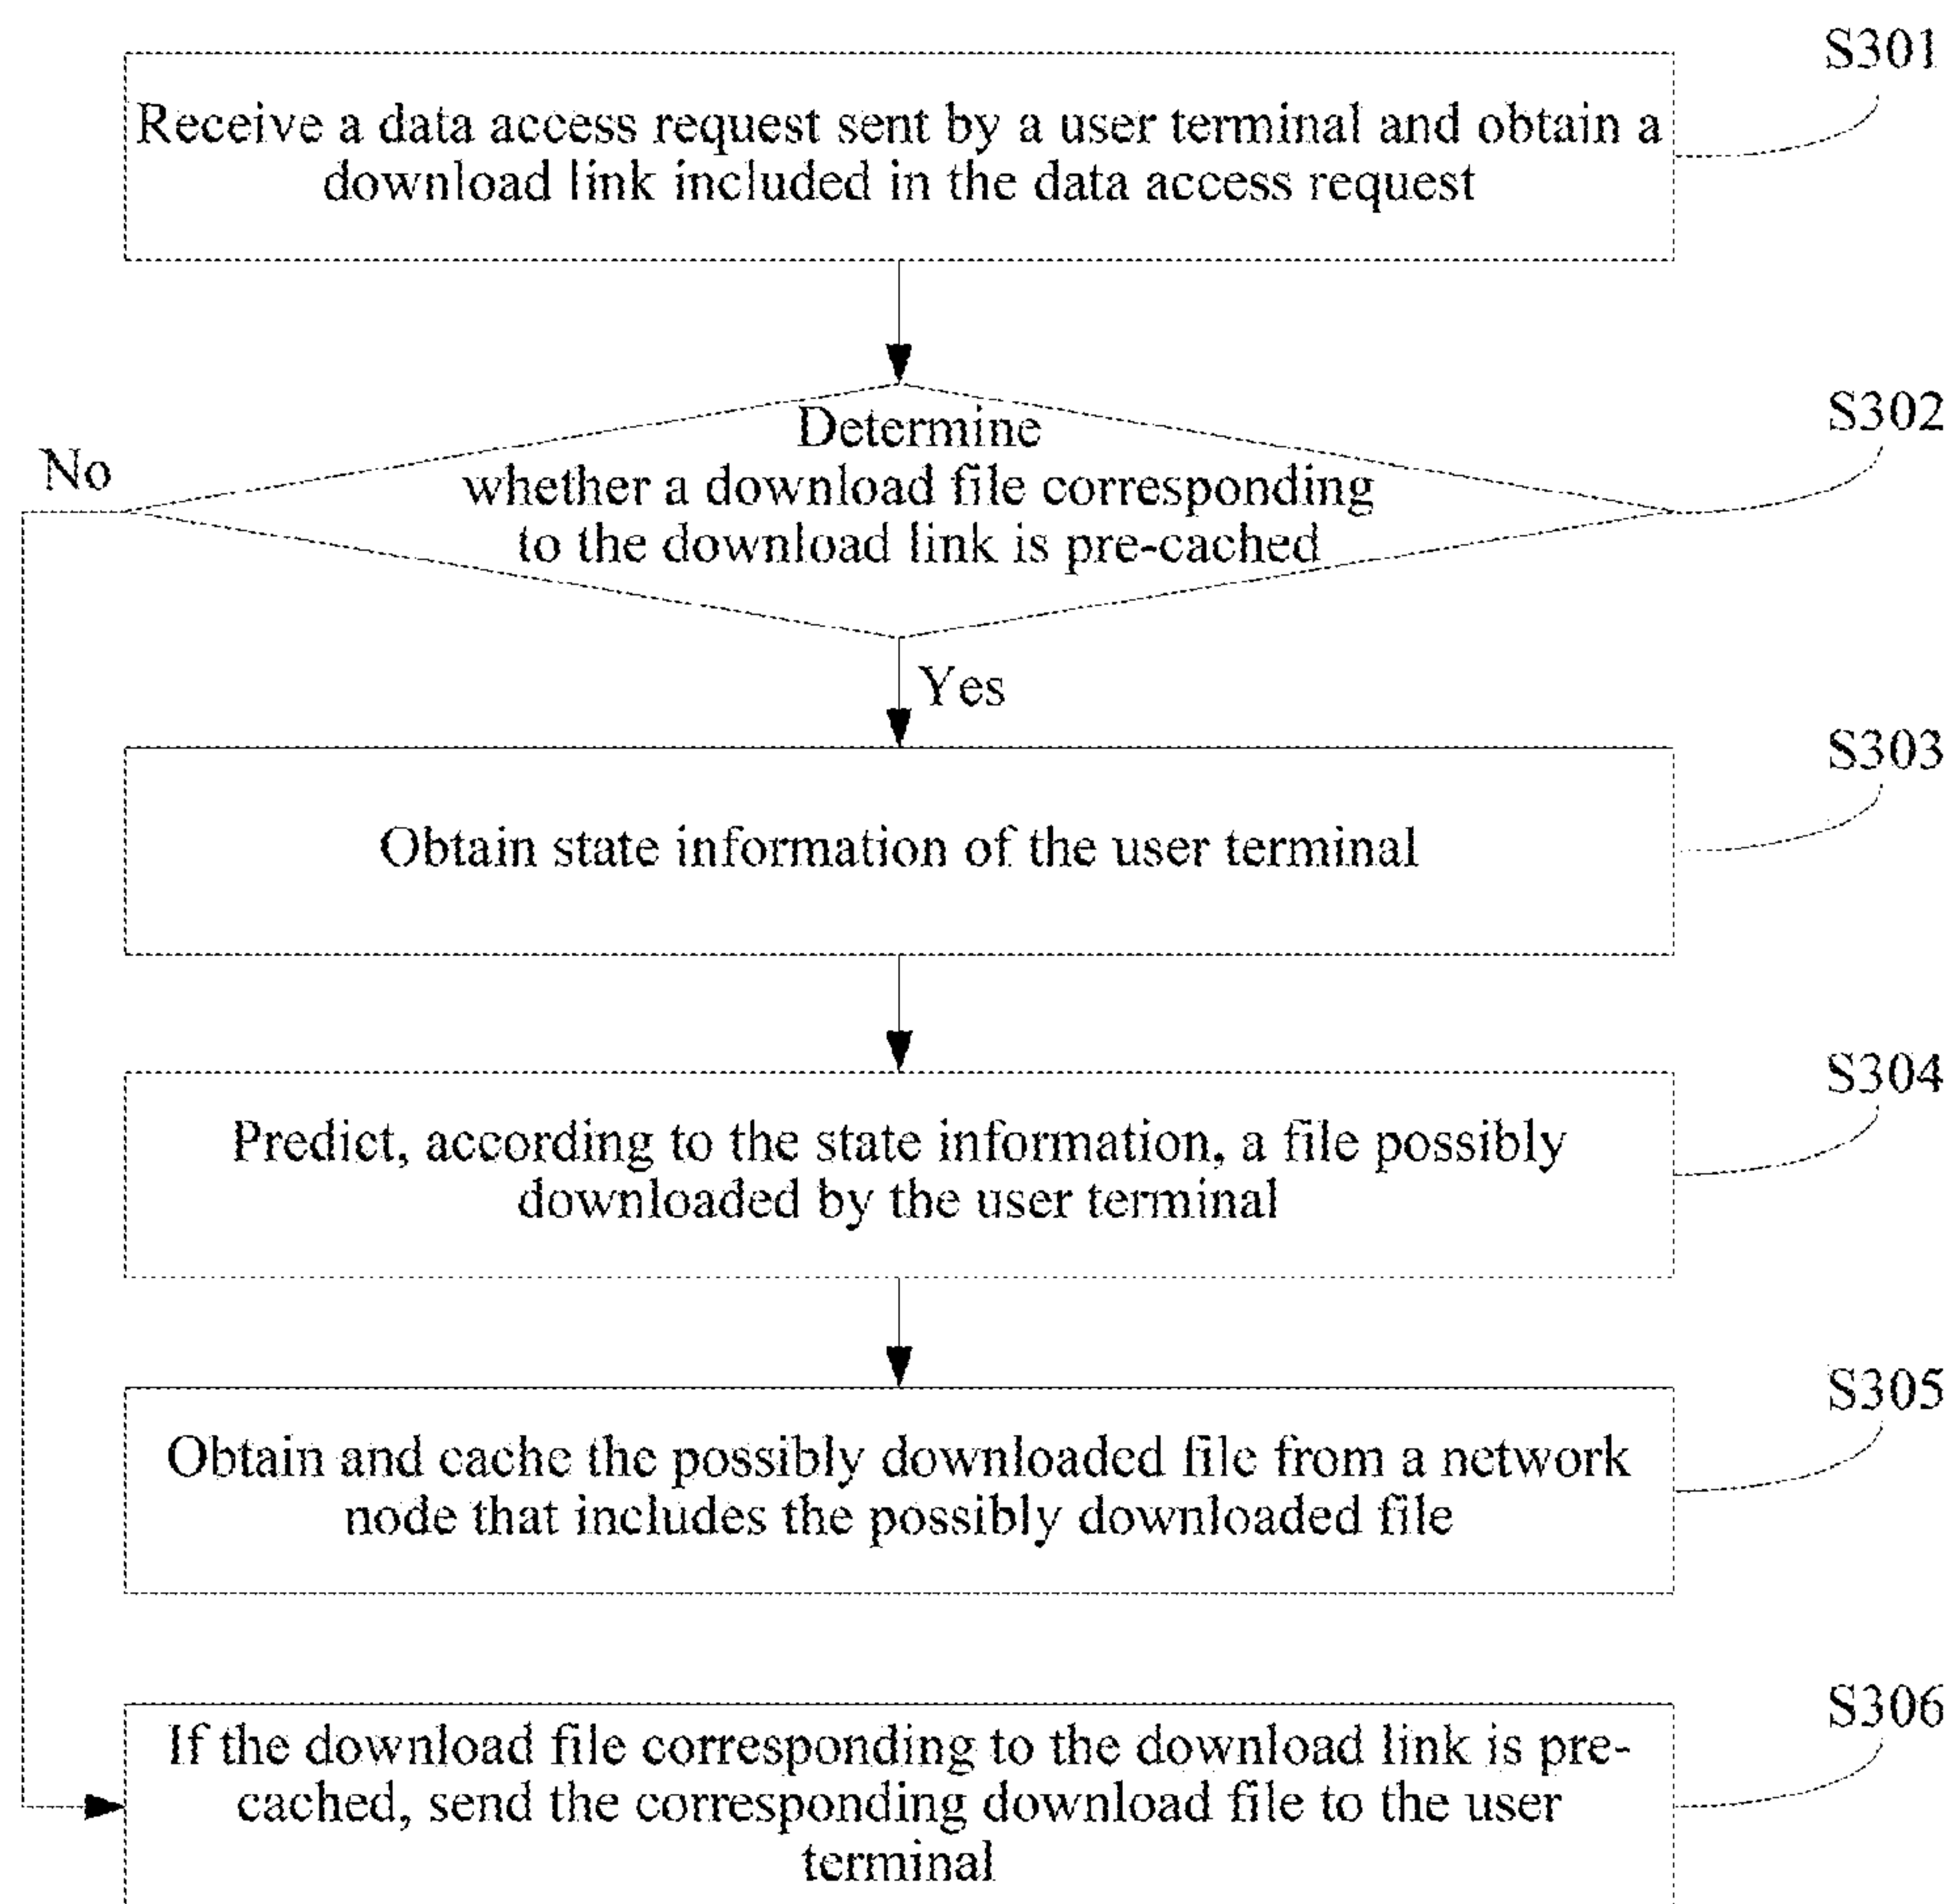 S301
Receive a data access request sent by a user terminal and obtain a
download link included in the data access request
S302
Determine
whether a download file corresponding
to the download link is pre-cached
No
Yes
S303
Obtain state information of the user terminal
S304
Predict, according to the state information, a file possibly
downloaded by the user terminal
S305
Obtain and cache the possibly downloaded file from a network
node that includes the possibly downloaded file
S306
If the download file corresponding to the download link is pre-
cached, send the corresponding download file to the user
terminal